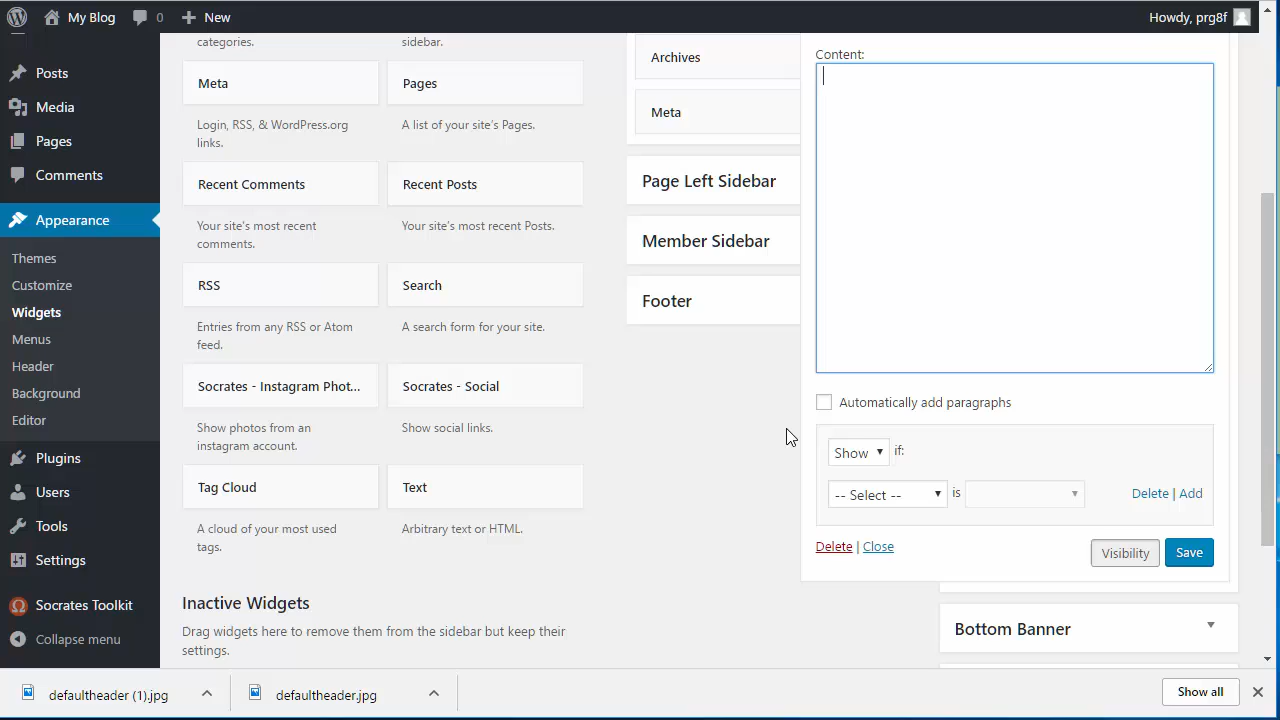 My Blog
0
New
Howdy, prg8f
Posts
Media
Pages
Comments
Appearance
Themes
Customize
Widgets
Menus
Header
Background
Editor
Plugins
Users
Tools
Settings
Socrates Toolkit
Collapse menu
categories.
sidebar.
Meta
Pages
Login, RSS, & WordPress.org
links.
A list of your site's Pages.
Recent Comments
Recent Posts
Your site's most recent
comments.
Your site's most recent Posts.
RSS
Search
Entries from any RSS or Atom
feed.
A search form for your site.
Socrates - Instagram Phot...
Socrates - Social
Show photos from an
instagram account.
Show social links.
Tag Cloud
Text
A cloud of your most used
tags.
Arbitrary text or HTML.
Inactive Widgets
Drag widgets here to remove them from the sidebar but keep their
settings.
Archives
Meta
Page Left Sidebar
Member Sidebar
Footer
Content:
Automatically add paragraphs
Show if:
-- Select -- is
Delete | Add
Delete | Close
Visibility
Save
Bottom Banner
defaultheader (1).jpg
defaultheader.jpg
Show all